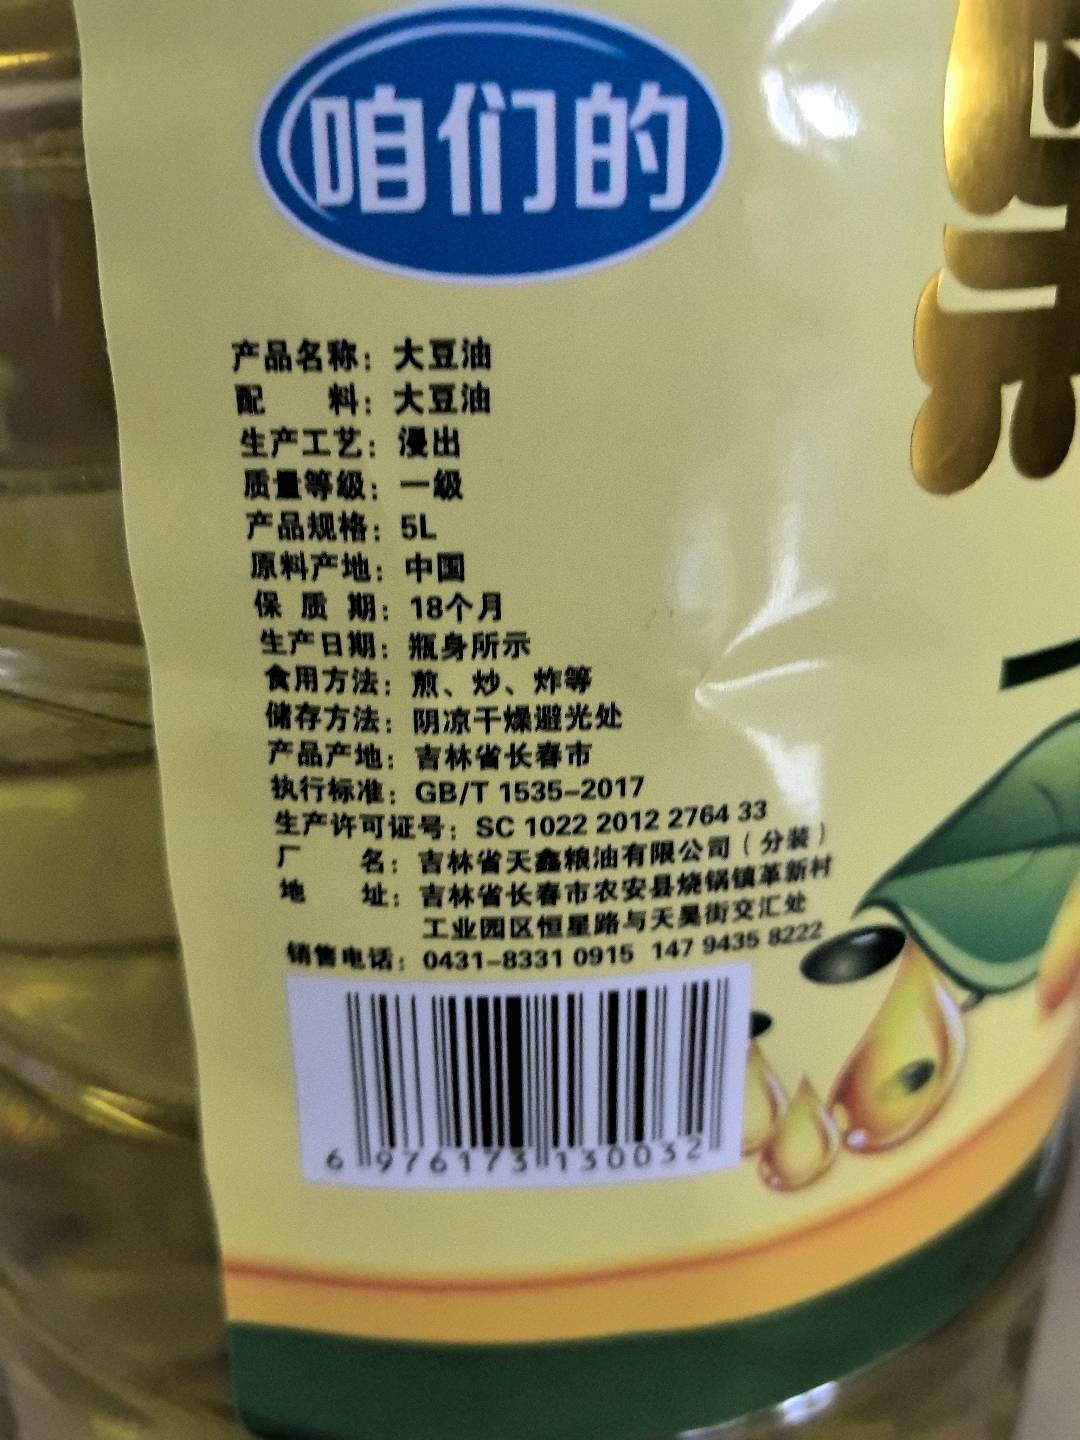 咱们的
产品名称：大豆油
配　　料：大豆油
生产工艺：浸出
质量等级：一级
产品规格：5L
原料产地：中国
保 质 期：18个月
生产日期：瓶身所示
食用方法：煎、炒、炸等
储存方法：阴凉干燥避光处
产品产地：吉林省长春市
执行标准：GB/T 1535-2017
生产许可证号：SC 1022 2012 2764 33
厂　　名：吉林省天鑫粮油有限公司（分装）
地　　址：吉林省长春市农安县烧锅镇革新村
工业园区恒星路与天昊街交汇处
销售电话：0431-8331 0915 147 9435 8222
6 976173 130032